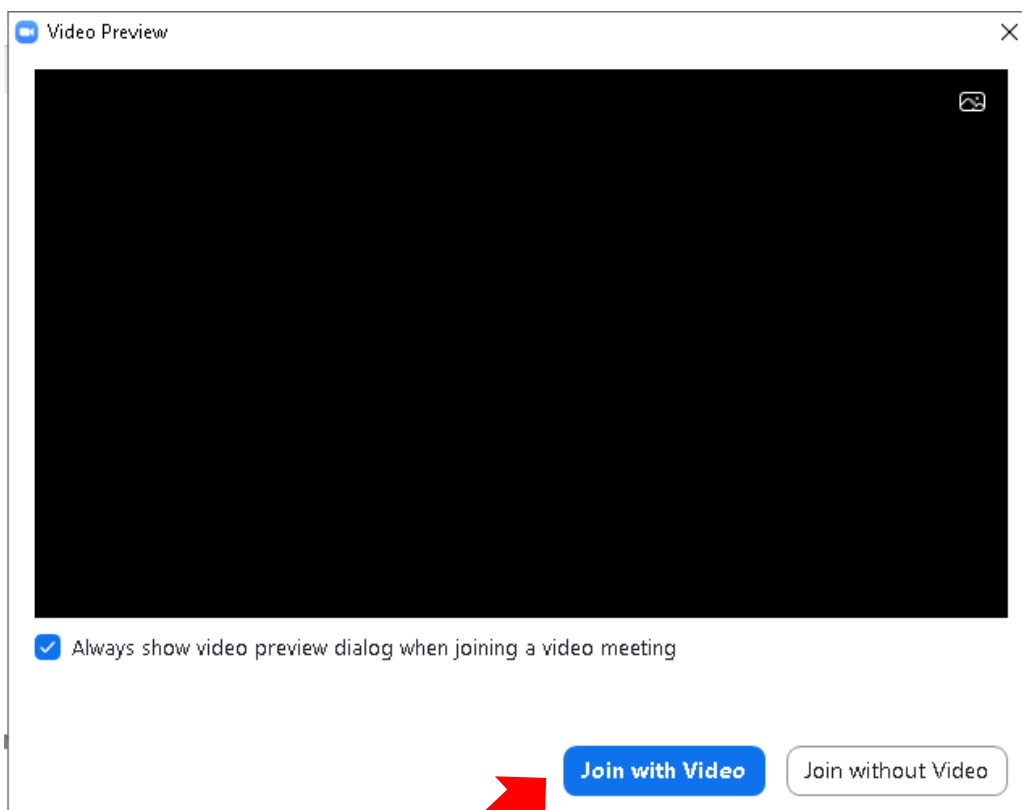 Video Preview
Always show video preview dialog when joining a video meeting
Join with Video
Join without Video